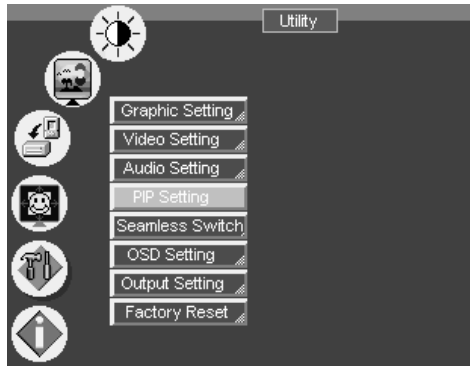 Utility
Graphic Setting
Video Setting
Audio Setting
PIP Setting
Seamless Switch
OSD Setting
Output Setting
Factory Reset